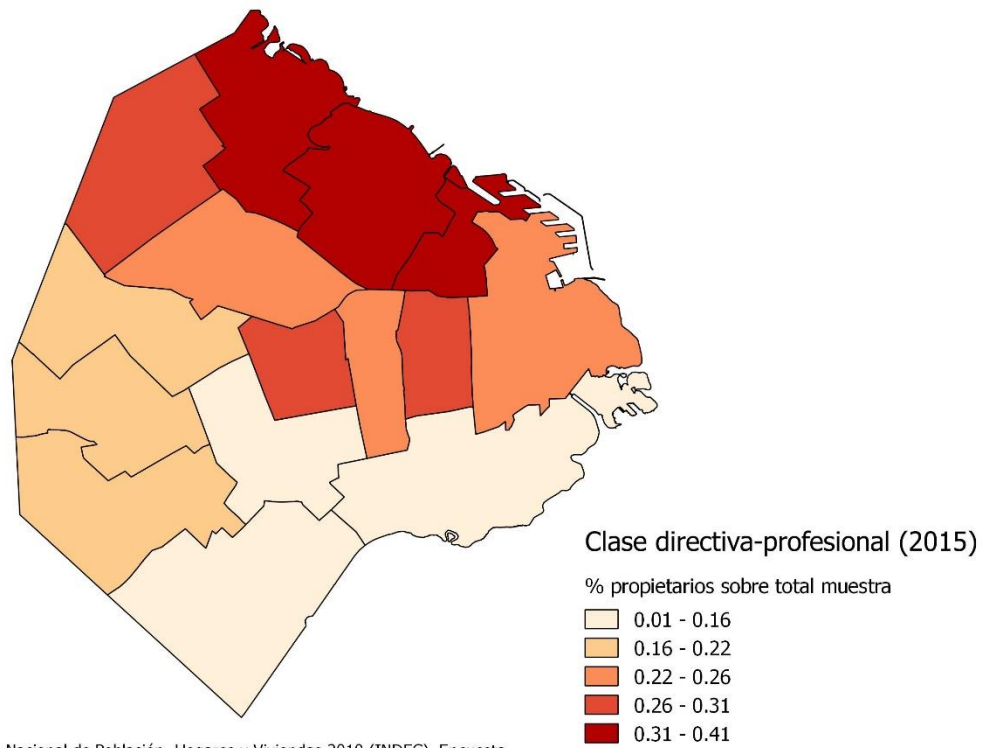 Clase directiva-profesional (2015)
% propietarios sobre total muestra
0.01 - 0.16
0.16 - 0.22
0.22 - 0.26
0.26 - 0.31
0.31 - 0.41
Nacional de Población, Hogares y Viviendas 2010 (INDEC), Encuesta